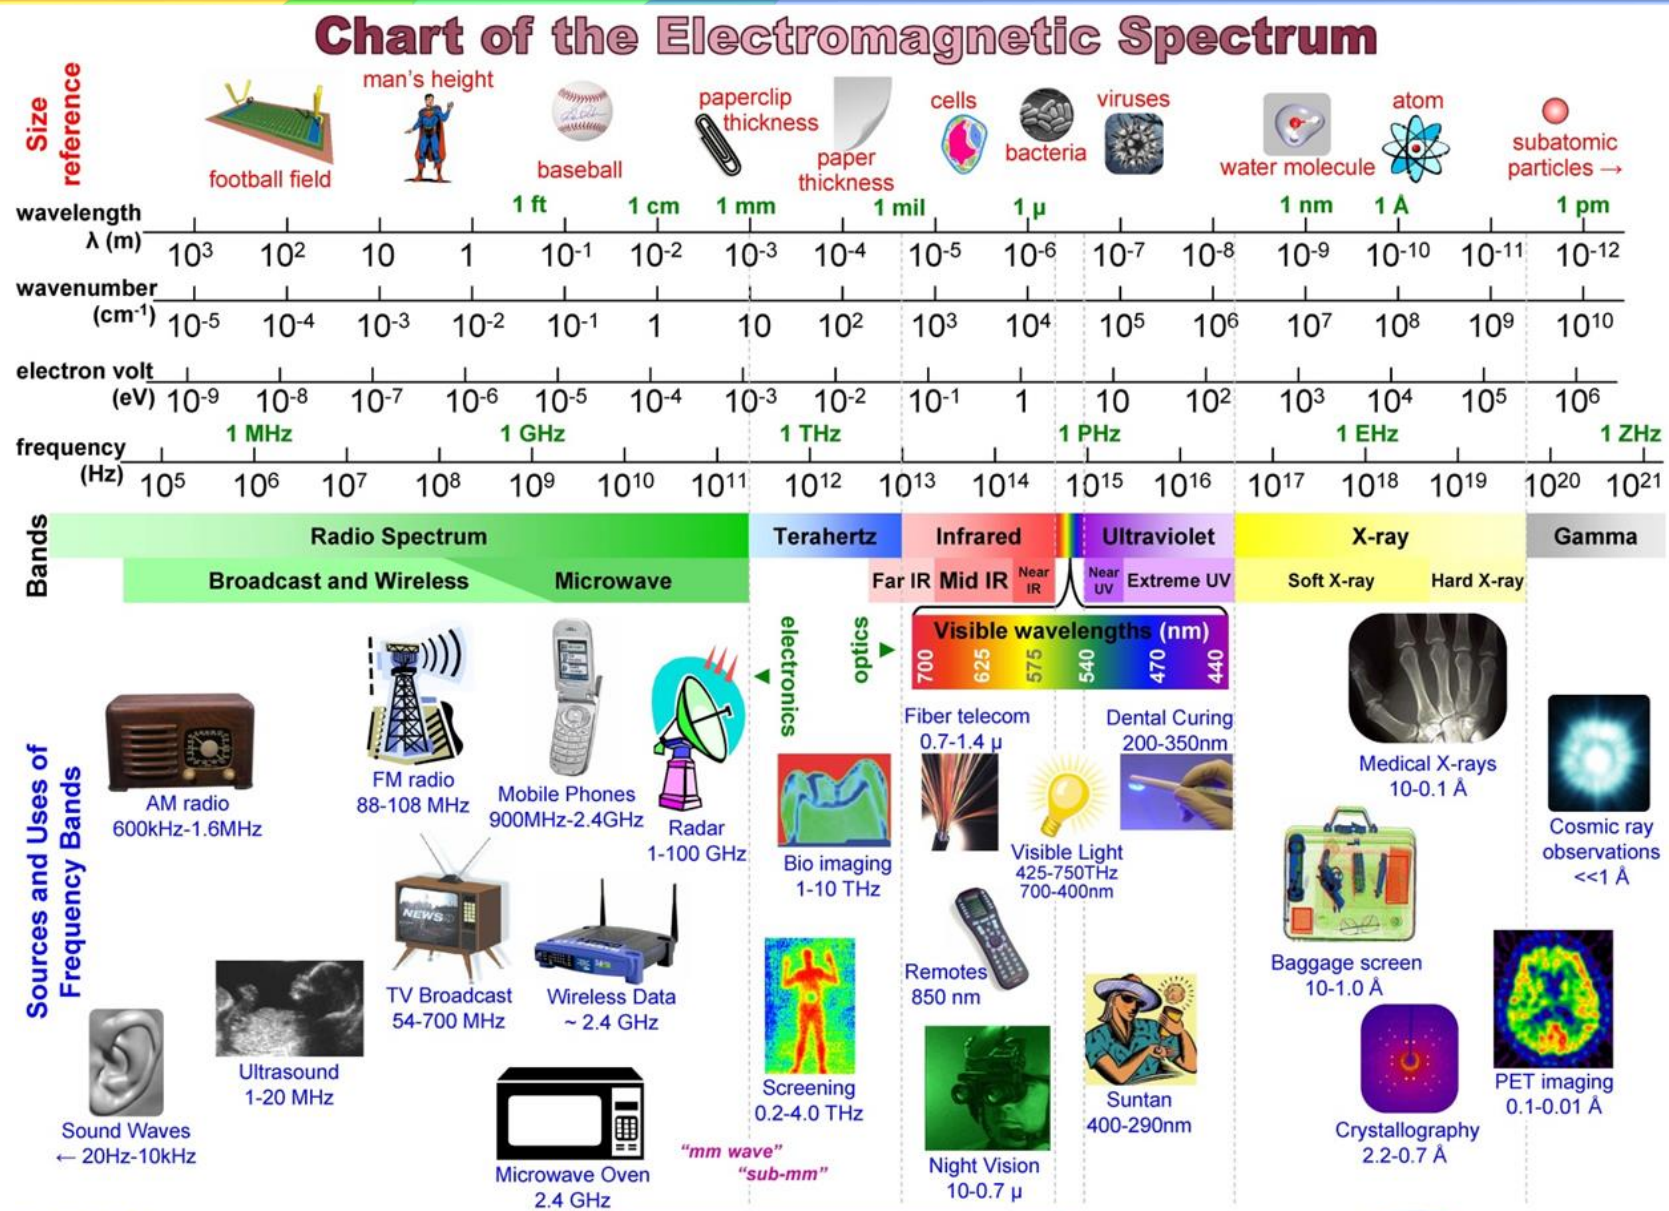 Chart of the Electromagnetic Spectrum
Size reference
football field
man's height
baseball
paperclip
thickness
paper
thickness
cells
bacteria
viruses
water molecule
atom
subatomic
particles →
1 ft 1 cm 1 mm 1 mil 1 µ 1 nm 1 Å 1 pm
wavelength
λ (m)
10³ 10² 10 1 10⁻¹ 10⁻² 10⁻³ 10⁻⁴ 10⁻⁵ 10⁻⁶ 10⁻⁷ 10⁻⁸ 10⁻⁹ 10⁻¹⁰ 10⁻¹¹ 10⁻¹²
wavenumber
(cm⁻¹)
10⁻⁵ 10⁻⁴ 10⁻³ 10⁻² 10⁻¹ 1 10 10² 10³ 10⁴ 10⁵ 10⁶ 10⁷ 10⁸ 10⁹ 10¹⁰
electron volt
(eV)
10⁻⁹ 10⁻⁸ 10⁻⁷ 10⁻⁶ 10⁻⁵ 10⁻⁴ 10⁻³ 10⁻² 10⁻¹ 1 10 10² 10³ 10⁴ 10⁵ 10⁶
1 MHz 1 GHz 1 THz 1 PHz 1 EHz 1 ZHz
frequency
(Hz)
10⁵ 10⁶ 10⁷ 10⁸ 10⁹ 10¹⁰ 10¹¹ 10¹² 10¹³ 10¹⁴ 10¹⁵ 10¹⁶ 10¹⁷ 10¹⁸ 10¹⁹ 10²⁰ 10²¹
Bands
Radio Spectrum Terahertz Infrared Ultraviolet X-ray Gamma
Broadcast and Wireless Microwave Far IR Mid IR Near IR Near UV Extreme UV Soft X-ray Hard X-ray
electronics
optics
Visible wavelengths (nm)
700 625 575 540 470 440
Sources and Uses of
Frequency Bands
AM radio
600kHz-1.6MHz
FM radio
88-108 MHz
Mobile Phones
900MHz-2.4GHz
Radar
1-100 GHz
Bio imaging
1-10 THz
Fiber telecom
0.7-1.4 µ
Visible Light
425-750THz
700-400nm
Dental Curing
200-350nm
Medical X-rays
10-0.1 Å
Cosmic ray
observations
<<1 Å
Sound Waves
← 20Hz-10kHz
Ultrasound
1-20 MHz
NEWS
TV Broadcast
54-700 MHz
Wireless Data
~ 2.4 GHz
Microwave Oven
2.4 GHz
"mm wave"
"sub-mm"
Screening
0.2-4.0 THz
Remotes
850 nm
Night Vision
10-0.7 µ
Suntan
400-290nm
Baggage screen
10-1.0 Å
Crystallography
2.2-0.7 Å
PET imaging
0.1-0.01 Å